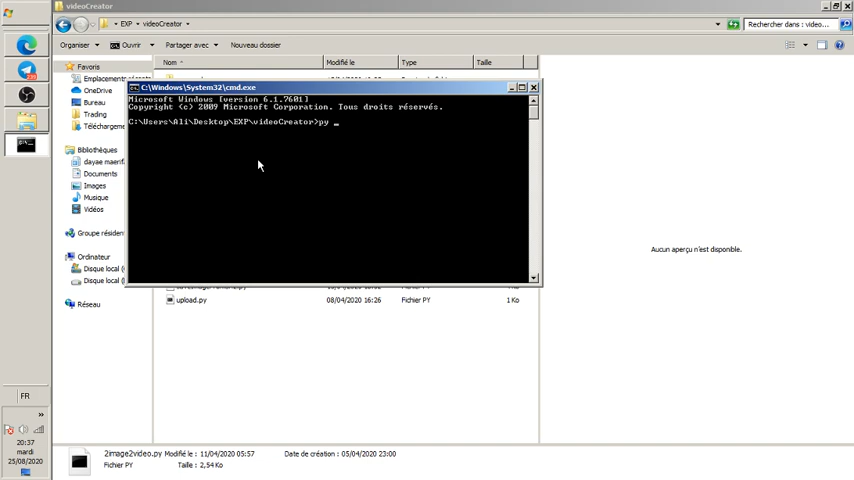 videoCreator
EXP
videoCreator
Rechercher dans : video...
Organiser
Ouvrir
Partager avec
Nouveau dossier
Favoris
OneDrive
Bureau
Trading
Bibliothèques
Documents
Images
Musique
Vidéos
Ordinateur
Disque local
Disque local
Réseau
Nom
Modifié le
Type
Taille
C:\Windows\System32\cmd.exe
Microsoft Windows [version 6.1.7601]
Copyright (c) 2009 Microsoft Corporation. Tous droits réservés.
C:\Users\Ali\Desktop\EXP\videoCreator>py _
upload.py
08/04/2020 16:26
Fichier PY
1 Ko
Aucun aperçu n'est disponible.
FR
20:37
mardi
25/08/2020
2image2video.py Modifié le : 11/04/2020 05:57
Date de création : 05/04/2020 23:00
Fichier PY
Taille : 2,54 Ko